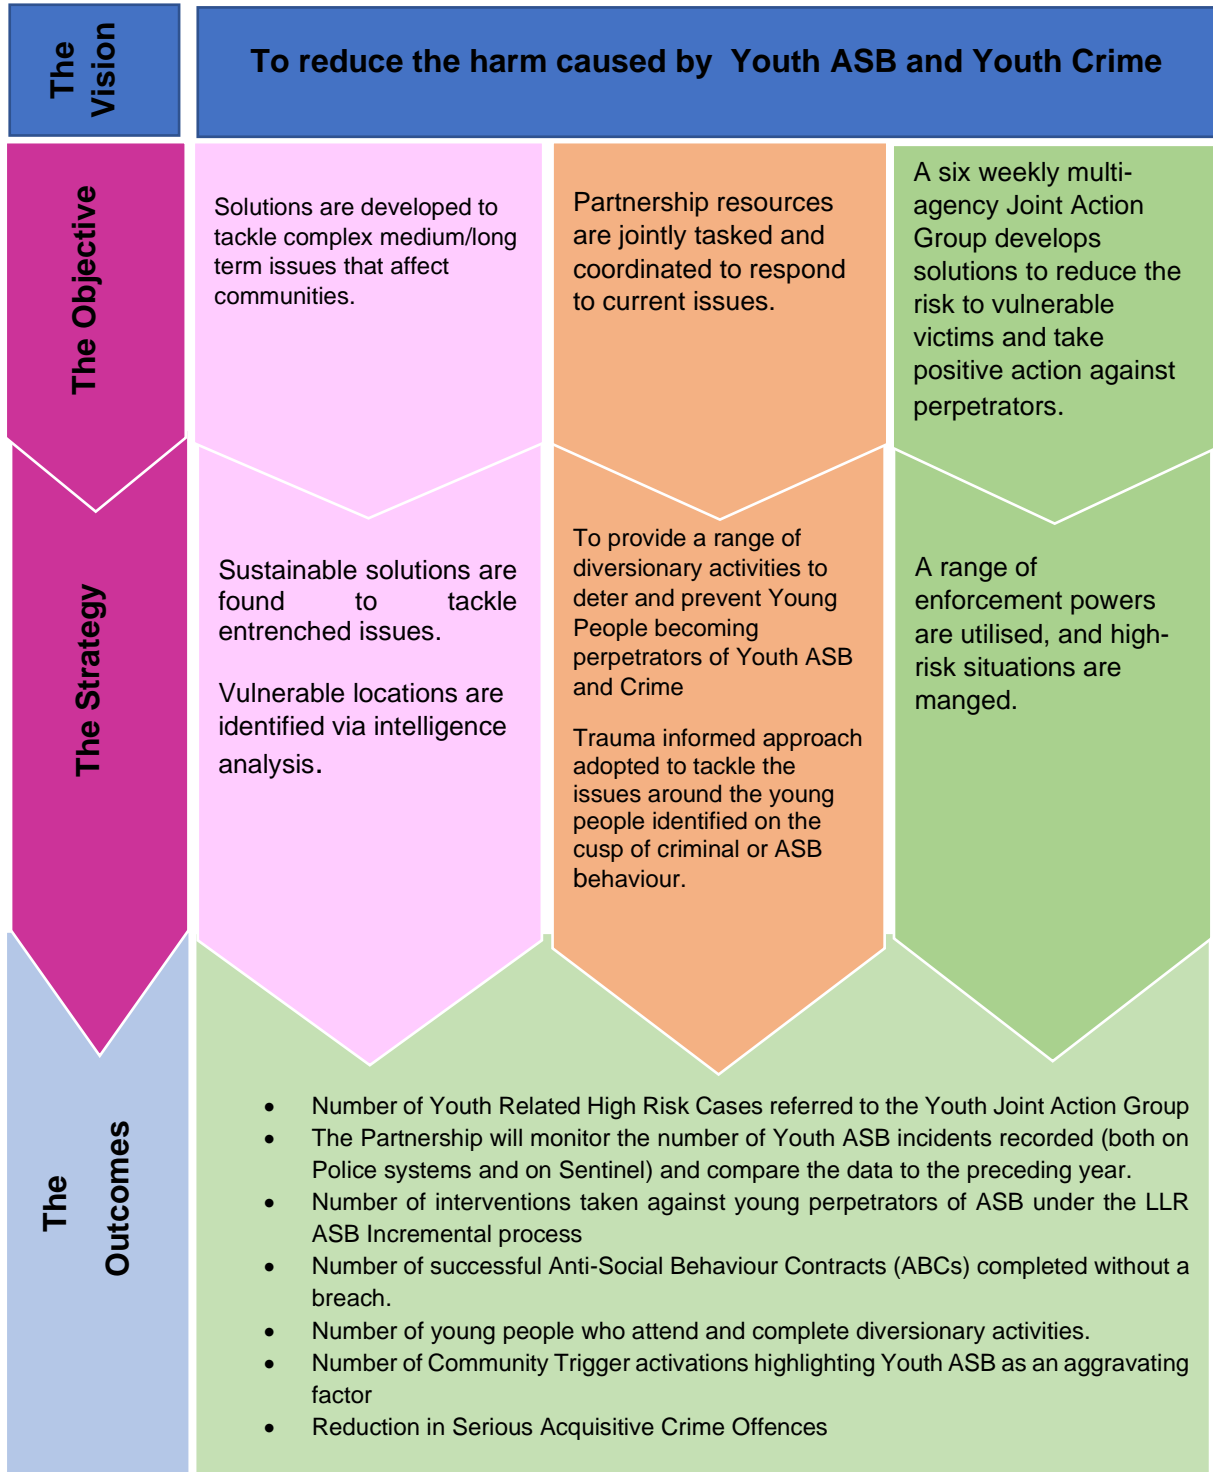 The
Vision
To reduce the harm caused by Youth ASB and Youth Crime
The Objective
Solutions are developed to
tackle complex medium/long
term issues that affect
communities.
Partnership resources
are jointly tasked and
coordinated to respond
to current issues.
A six weekly multi-
agency Joint Action
Group develops
solutions to reduce the
risk to vulnerable
victims and take
positive action against
perpetrators.
The Strategy
Sustainable solutions are
found to tackle
entrenched issues.
Vulnerable locations are
identified via intelligence
analysis.
To provide a range of
diversionary activities to
deter and prevent Young
People becoming
perpetrators of Youth ASB
and Crime
Trauma informed approach
adopted to tackle the
issues around the young
people identified on the
cusp of criminal or ASB
behaviour.
A range of
enforcement powers
are utilised, and high-
risk situations are
manged.
The
Outcomes
• Number of Youth Related High Risk Cases referred to the Youth Joint Action Group
• The Partnership will monitor the number of Youth ASB incidents recorded (both on
Police systems and on Sentinel) and compare the data to the preceding year.
• Number of interventions taken against young perpetrators of ASB under the LLR
ASB Incremental process
• Number of successful Anti-Social Behaviour Contracts (ABCs) completed without a
breach.
• Number of young people who attend and complete diversionary activities.
• Number of Community Trigger activations highlighting Youth ASB as an aggravating
factor
• Reduction in Serious Acquisitive Crime Offences